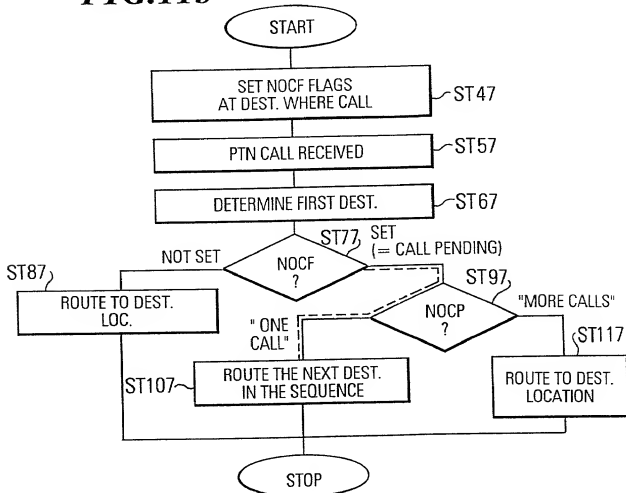 START
SET NOCF FLAGS
AT DEST. WHERE CALL
ST47
PTN CALL RECEIVED
ST57
DETERMINE FIRST DEST.
ST67
ST77
SET
(= CALL PENDING)
NOT SET
NOCF
?
ST87
ROUTE TO DEST.
LOC.
ST97
NOCP
?
"MORE CALLS"
"ONE
CALL"
ST117
ST107
ROUTE THE NEXT DEST.
IN THE SEQUENCE
ROUTE TO DEST.
LOCATION
STOP